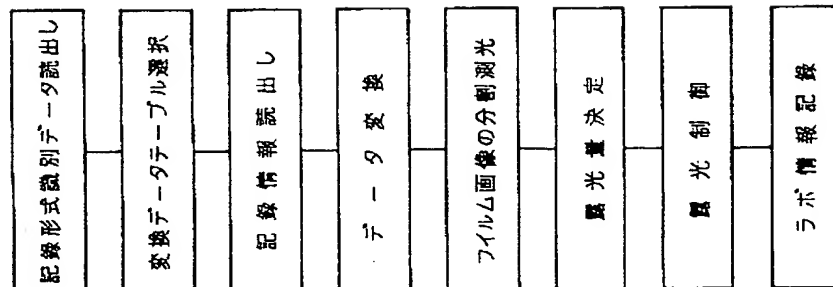 記録形式識別データ読出し
変換データテーブル選択
記録情報読出し
データ変換
フイルム画像の分割測光
露光量決定
露光制御
ラボ情報記録